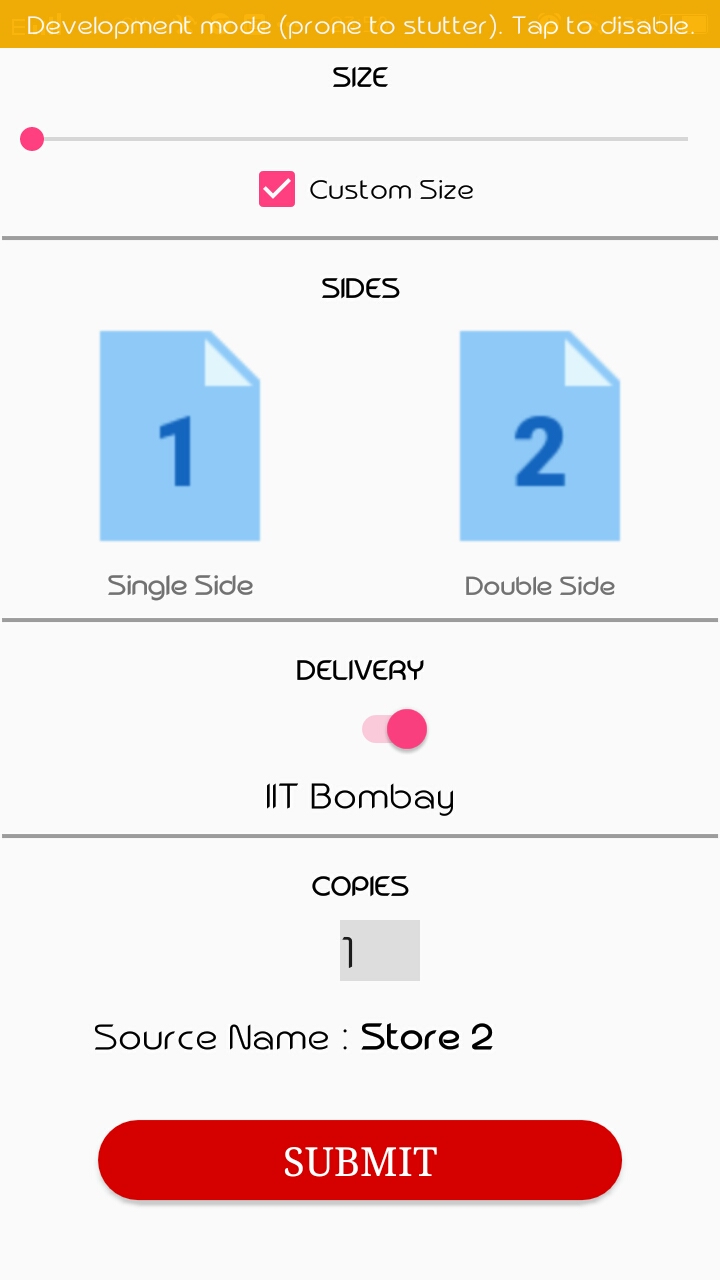 Development mode (prone to stutter). Tap to disable.
SIZE
Custom Size
SIDES
1 2
Single Side Double Side
DELIVERY
IIT Bombay
COPIES
1
Source Name : Store 2
SUBMIT